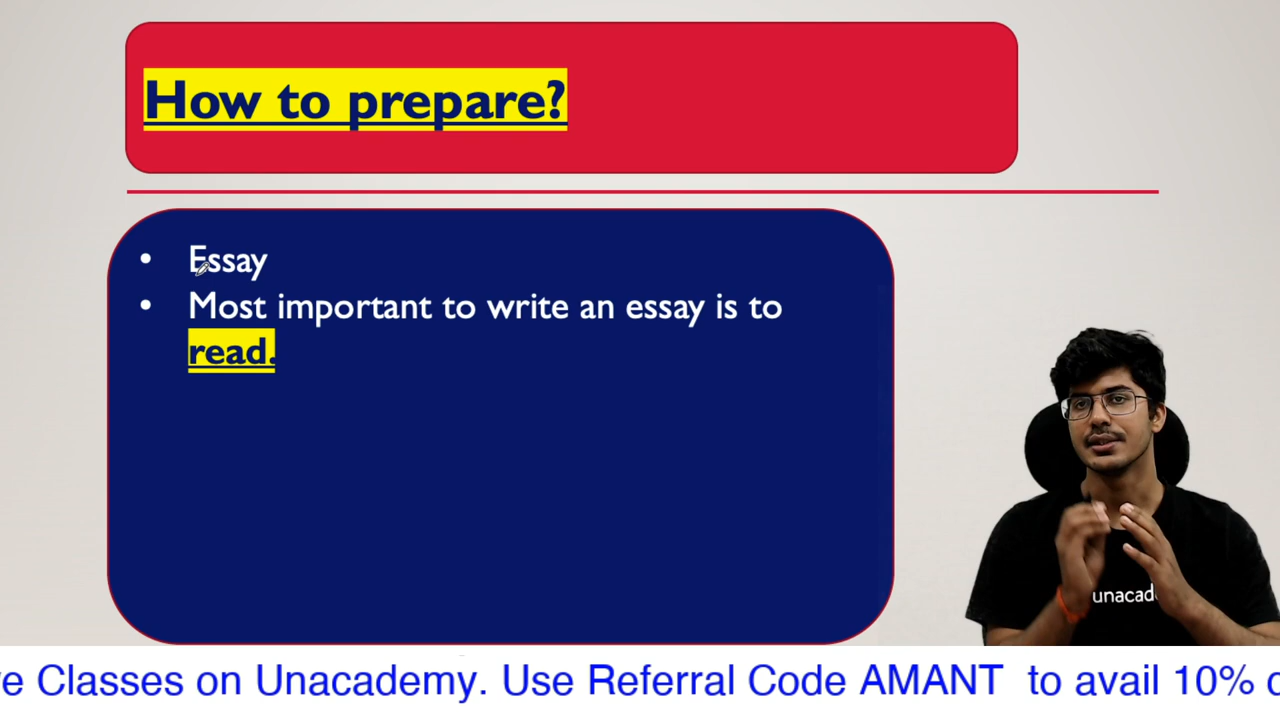 How to prepare?
• Essay
• Most important to write an essay is to
read.
unacad
e Classes on Unacademy. Use Referral Code AMANT to avail 10%